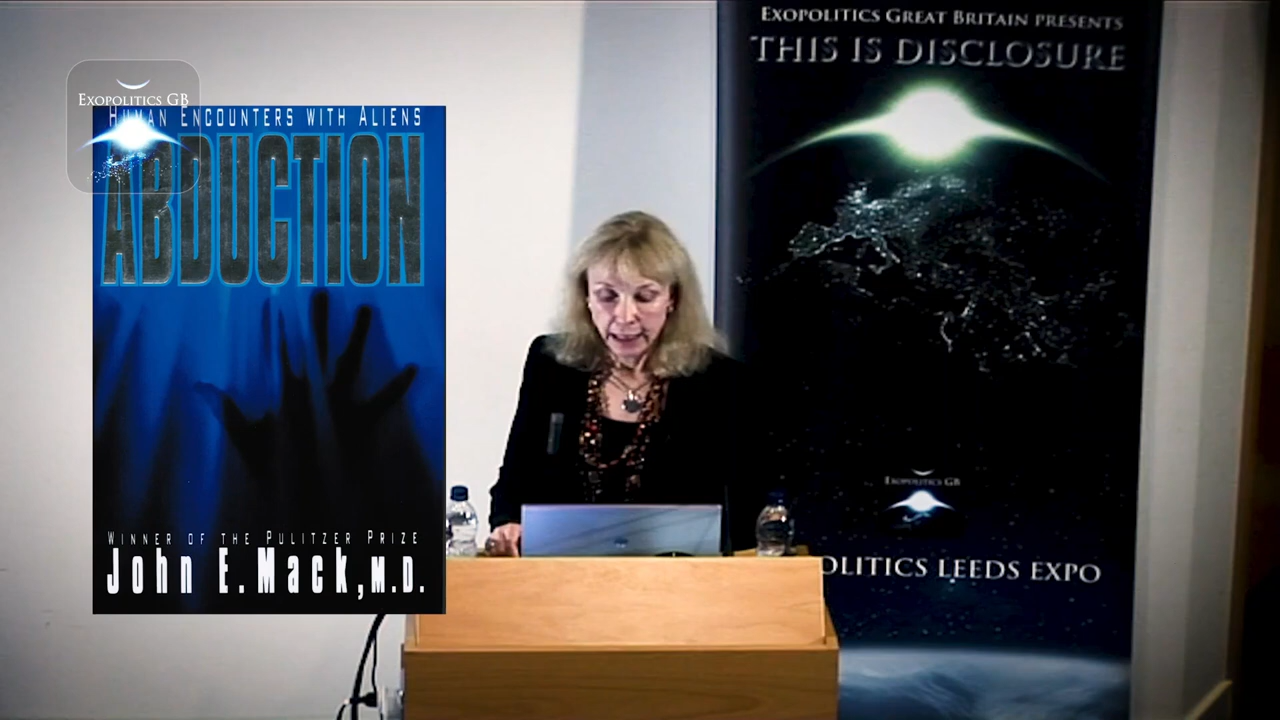 EXOPOLITICS GB
HUMAN ENCOUNTERS WITH ALIENS
ABDUCTION
WINNER OF THE PULITZER PRIZE
John E. Mack, M.D.
EXOPOLITICS GREAT BRITAIN PRESENTS
THIS IS DISCLOSURE
EXOPOLITICS GB
OLITICS LEEDS EXPO